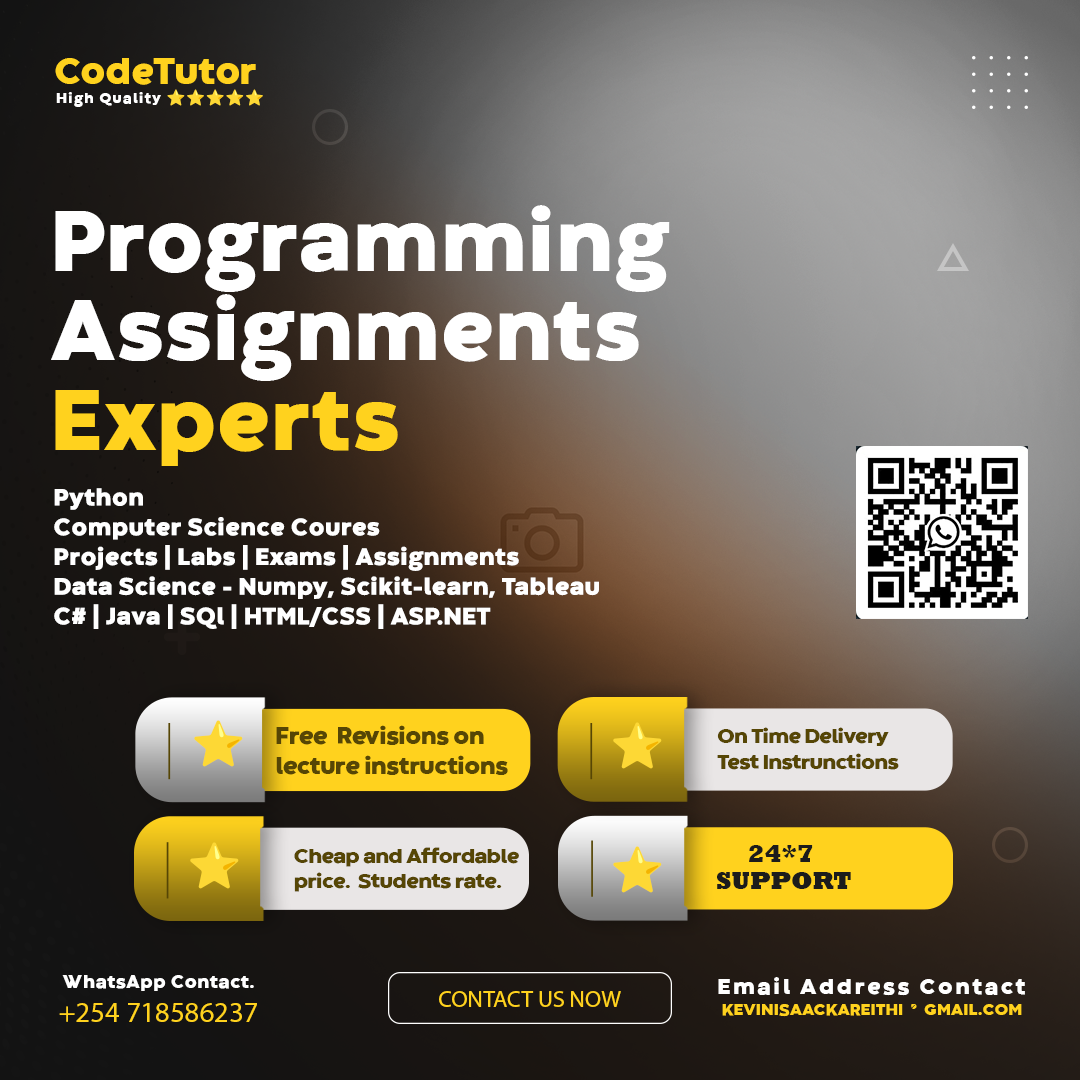 CodeTutor
High Quality
Programming
Assignments
Experts
Python
Computer Science Coures
Projects | Labs | Exams | Assignments
Data Science - Numpy, Scikit-learn, Tableau
C# | Java | SQl | HTML/CSS | ASP.NET
Free Revisions on
lecture instructions
On Time Delivery
Test Instrunctions
Cheap and Affordable
price. Students rate.
24*7
SUPPORT
WhatsApp Contact.
+254 718586237
CONTACT US NOW
Email Address Contact
KEVINISAACKAREITHI @ GMAIL.COM